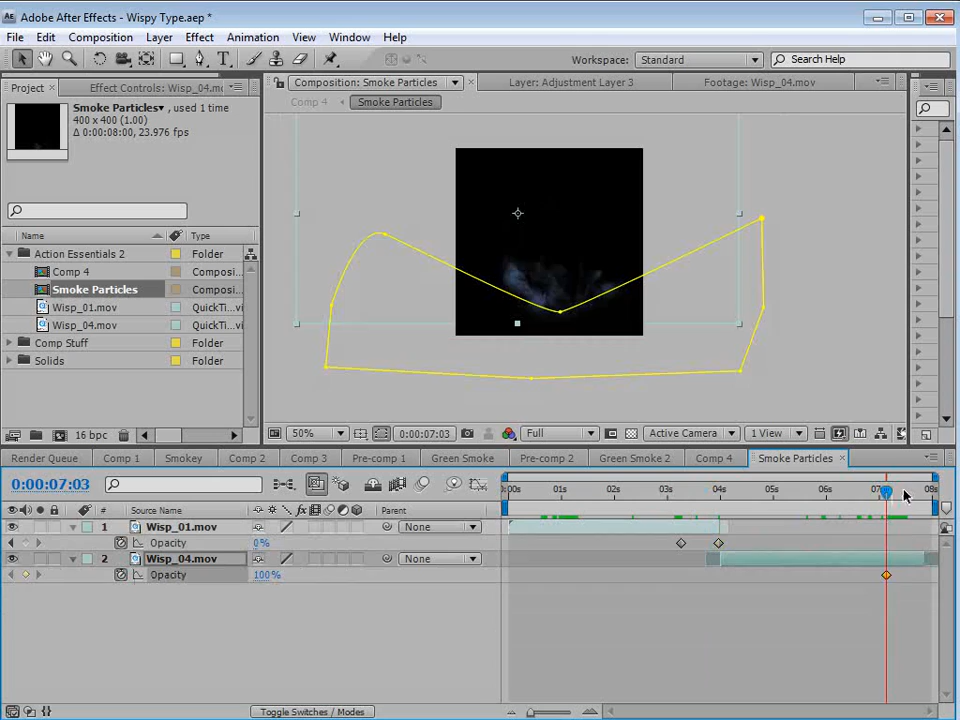 Adobe After Effects - Wispy Type.aep *
File Edit Composition Layer Effect Animation View Window Help
Workspace: Standard Search Help
Project Effect Controls: Wisp_04.mo
Composition: Smoke Particles Layer: Adjustment Layer 3 Footage: Wisp_04.mov
Comp 4 Smoke Particles
Smoke Particles, used 1 time
400 x 400 (1.00)
Δ 0:00:08:00, 23.976 fps
Name Type
Action Essentials 2 Folder
Comp 4 Composi...
Smoke Particles Composi...
Wisp_01.mov QuickTi...vi
Wisp_04.mov QuickTi...vi
Comp Stuff Folder
Solids Folder
16 bpc
50% 0:00:07:03 Full Active Camera 1 View
Render Queue Comp 1 Smokey Comp 2 Comp 3 Pre-comp 1 Green Smoke Pre-comp 2 Green Smoke 2 Comp 4 Smoke Particles
0:00:07:03
:00s 01s 02s 03s 04s 05s 06s 07s 08s
# Source Name Parent
1 Wisp_01.mov None
Opacity 0%
2 Wisp_04.mov None
Opacity 100%
Toggle Switches / Modes